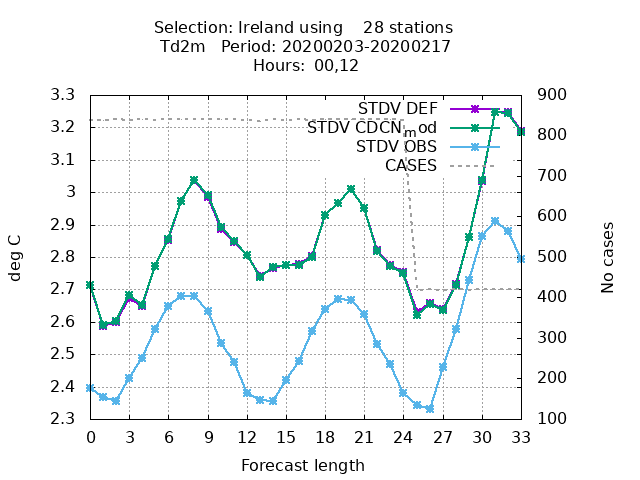 Selection: Ireland using    28 stations
Td2m   Period: 20200203-20200217
Hours: 00,12
STDV DEF
STDV CDCN_mod
STDV OBS
CASES
deg C
3.3
3.2
3.1
3
2.9
2.8
2.7
2.6
2.5
2.4
2.3
900
800
700
600
500
400
300
200
100
No cases
0 3 6 9 12 15 18 21 24 27 30 33
Forecast length